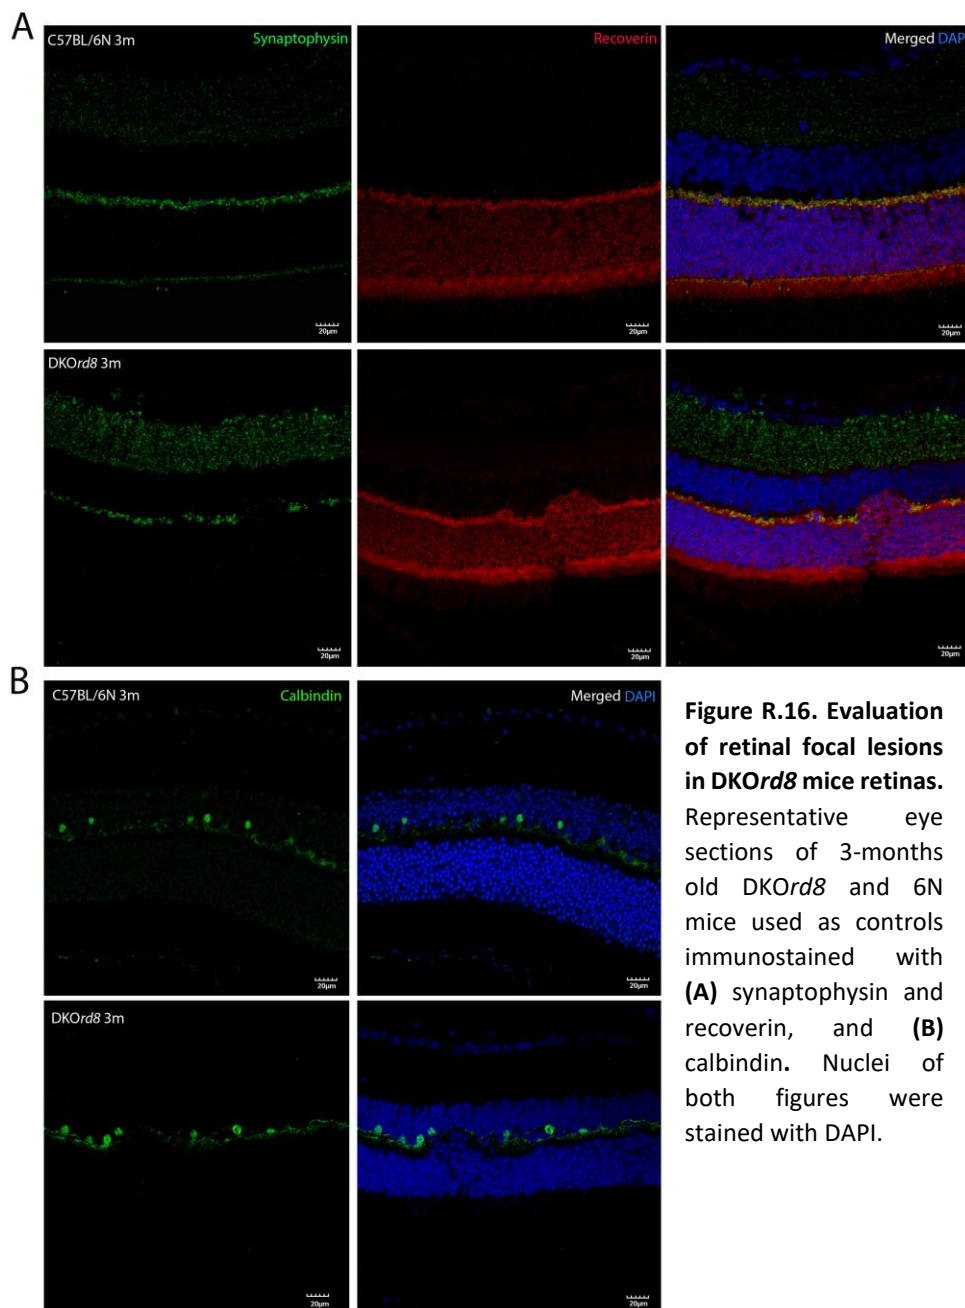 A
C57BL/6N 3m
Synaptophysin
Recoverin
Merged DAPI
20µm
20µm
20µm
DKOrd8 3m
20µm
20µm
20µm
B
C57BL/6N 3m
Calbindin
Merged DAPI
20µm
20µm
DKOrd8 3m
20µm
20µm
Figure R.16. Evaluation
of retinal focal lesions
in DKOrd8 mice retinas.
Representative eye
sections of 3-months
old DKOrd8 and 6N
mice used as controls
immunostained with
(A) synaptophysin and
recoverin, and (B)
calbindin. Nuclei of
both figures were
stained with DAPI.